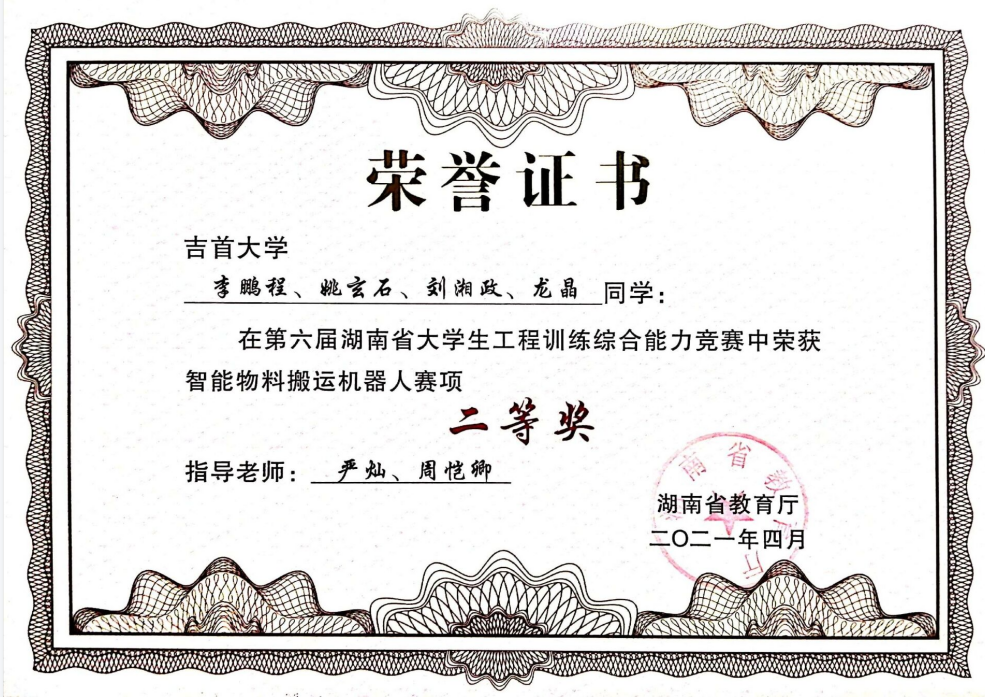 荣誉证书
吉首大学
李鹏程、姚玄石、刘湘政、龙晶 同学：
在第六届湖南省大学生工程训练综合能力竞赛中荣获
智能物料搬运机器人赛项
二等奖
指导老师： 严灿、周恺卿
湖南省教育厅
二〇二一年四月
南省教
厅